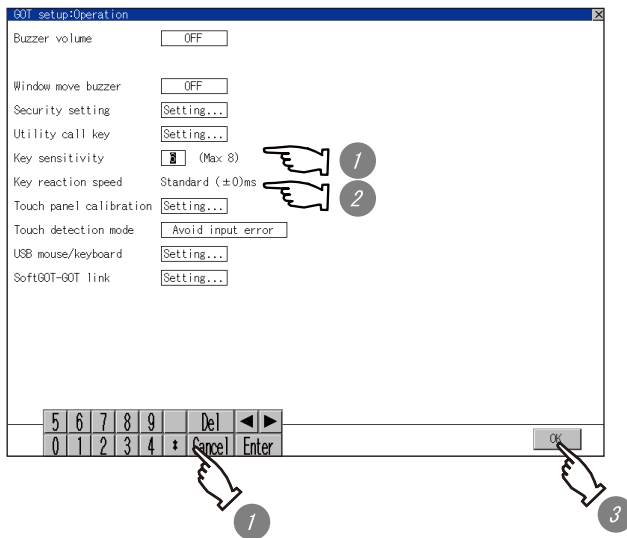 GOT setup:Operation
Buzzer volume OFF
Window move buzzer OFF
Security setting Setting...
Utility call key Setting...
Key sensitivity 8 (Max 8)
1
Key reaction speed Standard (±0)ms
2
Touch panel calibration Setting...
Touch detection mode Avoid input error
USB mouse/keyboard Setting...
SoftGOT-GOT link Setting...
5 6 7 8 9 Del ◀ ▶
0 1 2 3 4 Cancel Enter
OK
1
3